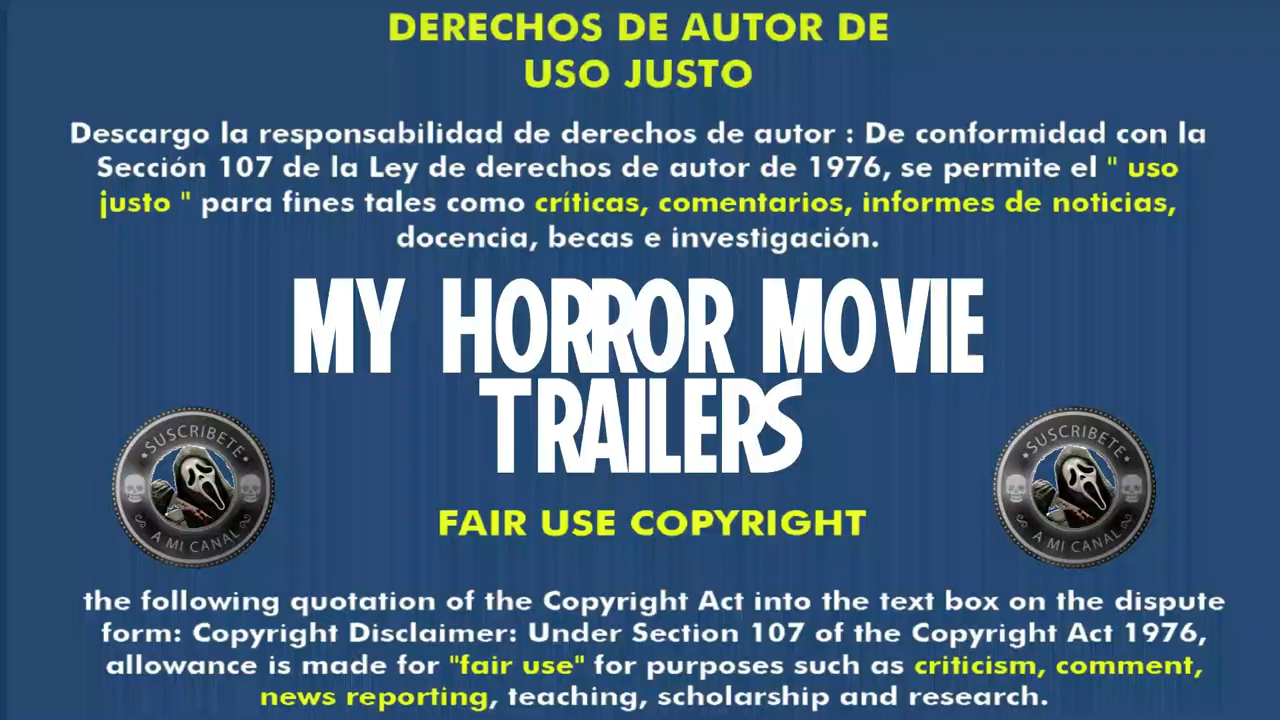 DERECHOS DE AUTOR DE
USO JUSTO
Descargo la responsabilidad de derechos de autor : De conformidad con la
Sección 107 de la Ley de derechos de autor de 1976, se permite el " uso
justo " para fines tales como críticas, comentarios, informes de noticias,
docencia, becas e investigación.
MY HORROR MOVIE
TRAILERS
SUSCRIBETE
A MI CANAL
SUSCRIBETE
A MI CANAL
FAIR USE COPYRIGHT
the following quotation of the Copyright Act into the text box on the dispute
form: Copyright Disclaimer: Under Section 107 of the Copyright Act 1976,
allowance is made for "fair use" for purposes such as criticism, comment,
news reporting, teaching, scholarship and research.